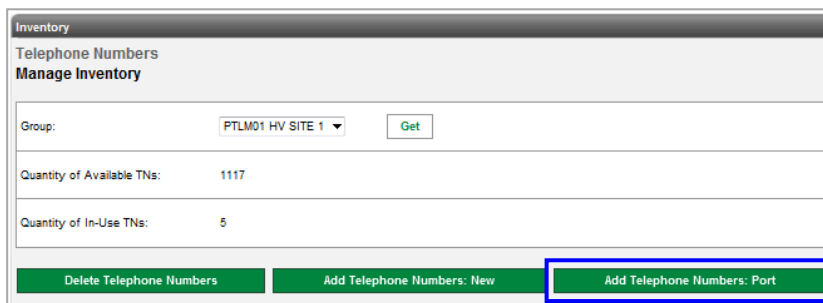 Inventory
Telephone Numbers
Manage Inventory
Group: PTLM01 HV SITE 1 Get
Quantity of Available TNs: 1117
Quantity of In-Use TNs: 5
Delete Telephone Numbers Add Telephone Numbers: New Add Telephone Numbers: Port